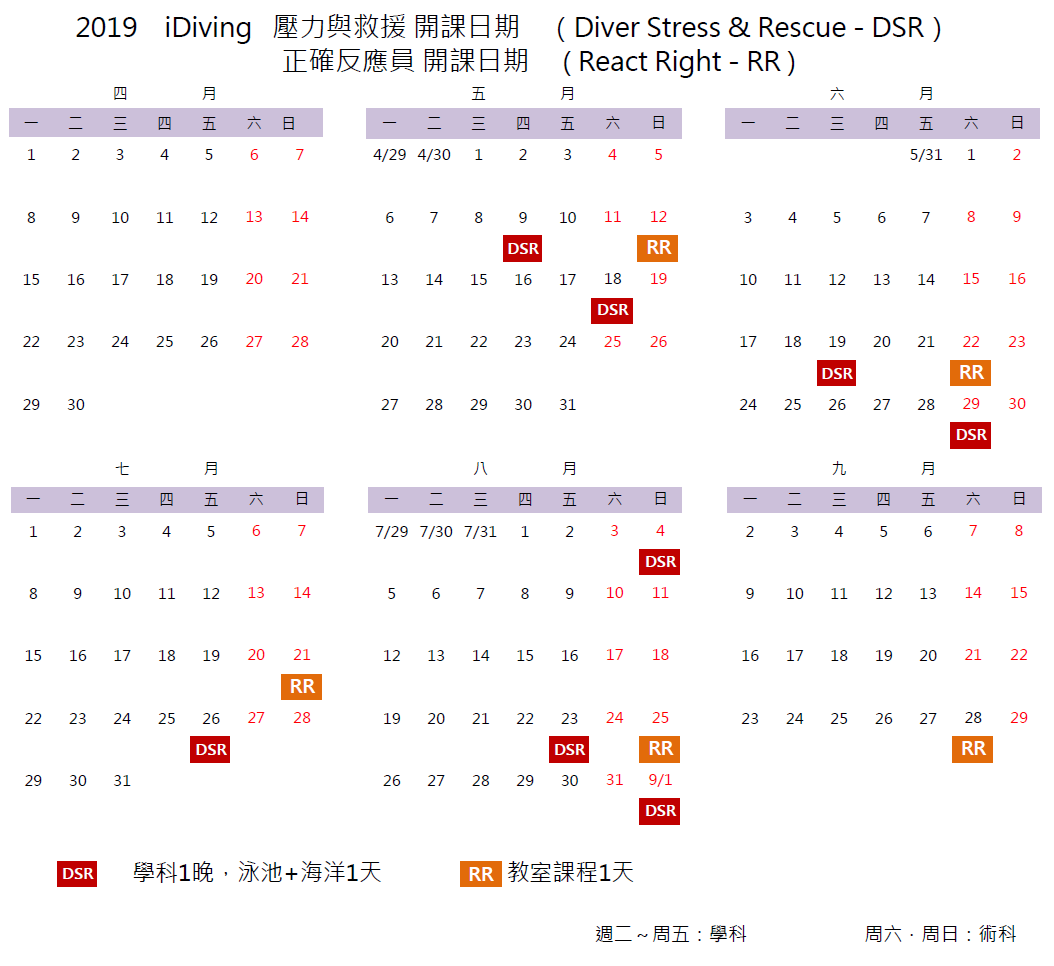 2019 iDiving 壓力與救援 開課日期 （Diver Stress & Rescue - DSR）
正確反應員 開課日期 （React Right - RR）
四 月 五 月 六 月
一 二 三 四 五 六 日 一 二 三 四 五 六 日 一 二 三 四 五 六 日
1 2 3 4 5 6 7 4/29 4/30 1 2 3 4 5 5/31 1 2
8 9 10 11 12 13 14 6 7 8 9 10 11 12 3 4 5 6 7 8 9
DSR RR
15 16 17 18 19 20 21 13 14 15 16 17 18 19 10 11 12 13 14 15 16
DSR
22 23 24 25 26 27 28 20 21 22 23 24 25 26 17 18 19 20 21 22 23
DSR RR
29 30 27 28 29 30 31 24 25 26 27 28 29 30
DSR
七 月 八 月 九 月
一 二 三 四 五 六 日 一 二 三 四 五 六 日 一 二 三 四 五 六 日
1 2 3 4 5 6 7 7/29 7/30 7/31 1 2 3 4 2 3 4 5 6 7 8
DSR
8 9 10 11 12 13 14 5 6 7 8 9 10 11 9 10 11 12 13 14 15
15 16 17 18 19 20 21 12 13 14 15 16 17 18 16 17 18 19 20 21 22
RR
22 23 24 25 26 27 28 19 20 21 22 23 24 25 23 24 25 26 27 28 29
DSR DSR RR RR
29 30 31 26 27 28 29 30 31 9/1
DSR
DSR 學科1晚，泳池+海洋1天 RR 教室課程1天
週二～周五：學科 周六．周日：術科